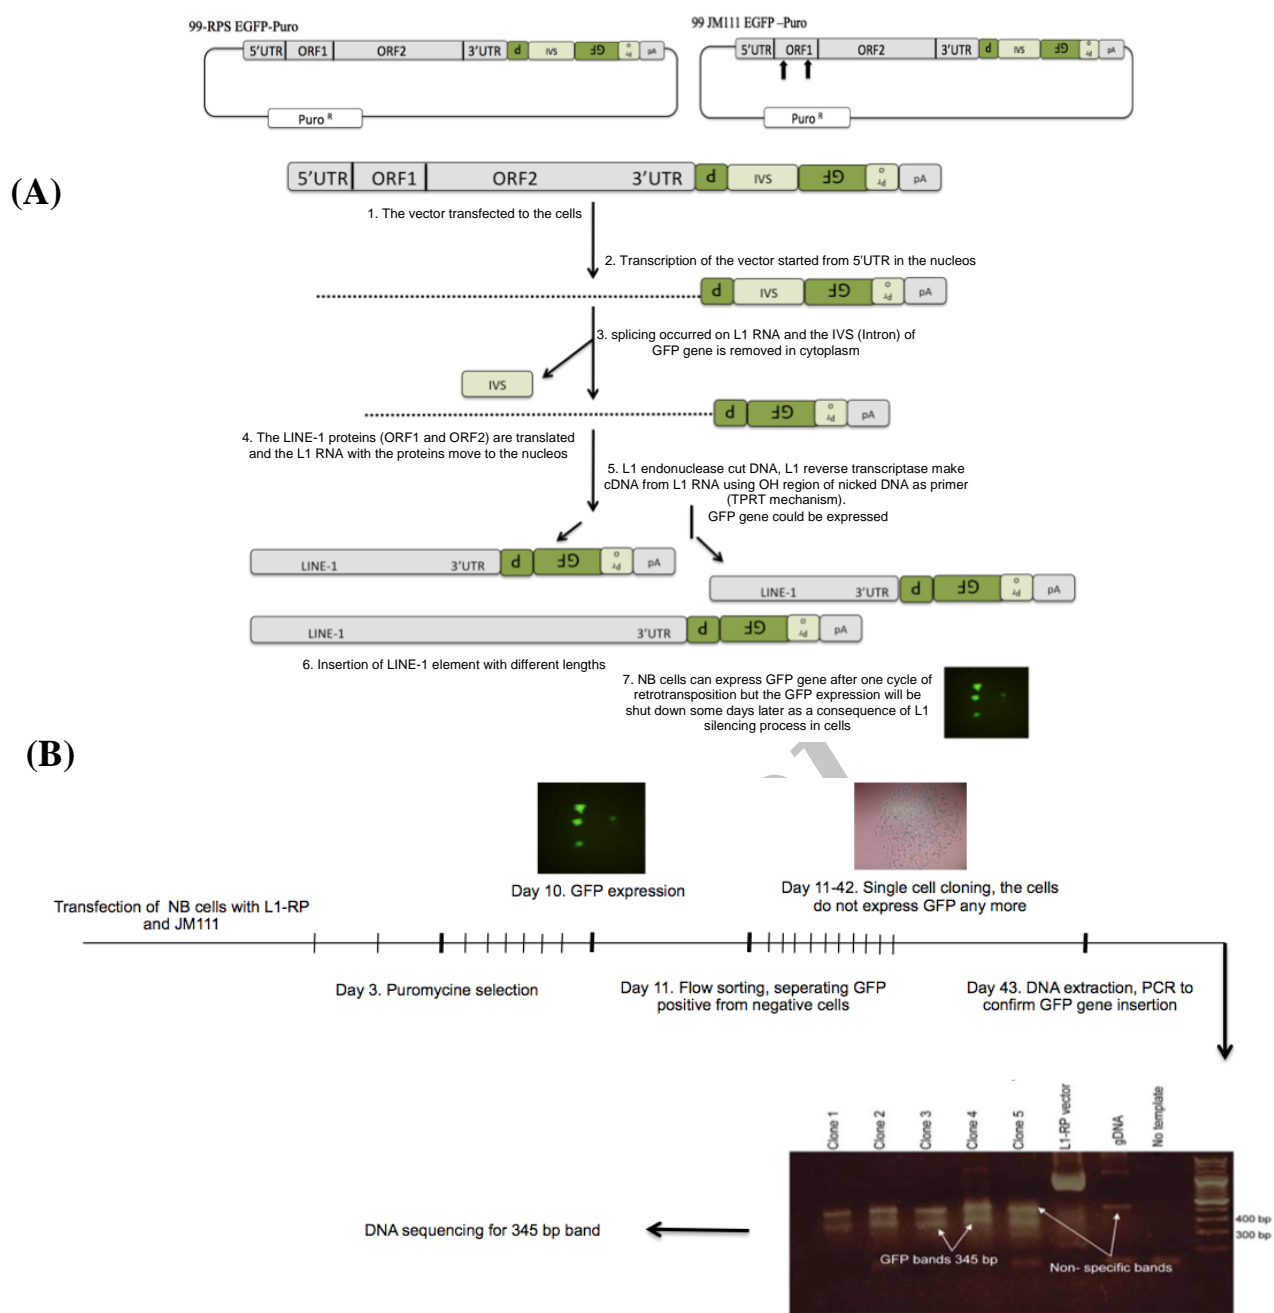 99-RPS EGFP-Puro
99 JM111 EGFP –Puro
5'UTR ORF1 ORF2 3'UTR P IVS GF Pr o pA
5'UTR ORF1 ORF2 3'UTR P IVS GF Pr o pA
Puro R
Puro R
(A)
5'UTR ORF1 ORF2 3'UTR P IVS GF Pr o pA
1. The vector transfected to the cells
2. Transcription of the vector started from 5'UTR in the nucleos
P IVS GF Pr o pA
3. splicing occurred on L1 RNA and the IVS (Intron) of
GFP gene is removed in cytoplasm
IVS
P GF Pr o pA
4. The LINE-1 proteins (ORF1 and ORF2) are translated
and the L1 RNA with the proteins move to the nucleos
5. L1 endonuclease cut DNA, L1 reverse transcriptase make
cDNA from L1 RNA using OH region of nicked DNA as primer
(TPRT mechanism).
GFP gene could be expressed
LINE-1 3'UTR P GF Pr o pA
LINE-1 3'UTR P GF Pr o pA
LINE-1 3'UTR P GF Pr o pA
6. Insertion of LINE-1 element with different lengths
7. NB cells can express GFP gene after one cycle of
retrotransposition but the GFP expression will be
shut down some days later as a consequence of L1
silencing process in cells
(B)
Day 10. GFP expression
Day 11-42. Single cell cloning, the cells
do not express GFP any more
Transfection of NB cells with L1-RP
and JM111
Day 3. Puromycine selection
Day 11. Flow sorting, seperating GFP
positive from negative cells
Day 43. DNA extraction, PCR to
confirm GFP gene insertion
Clone 1
Clone 2
Clone 3
Clone 4
Clone 5
L1-RP vector
gDNA
No template
400 bp
300 bp
GFP bands 345 bp
Non- specific bands
DNA sequencing for 345 bp band